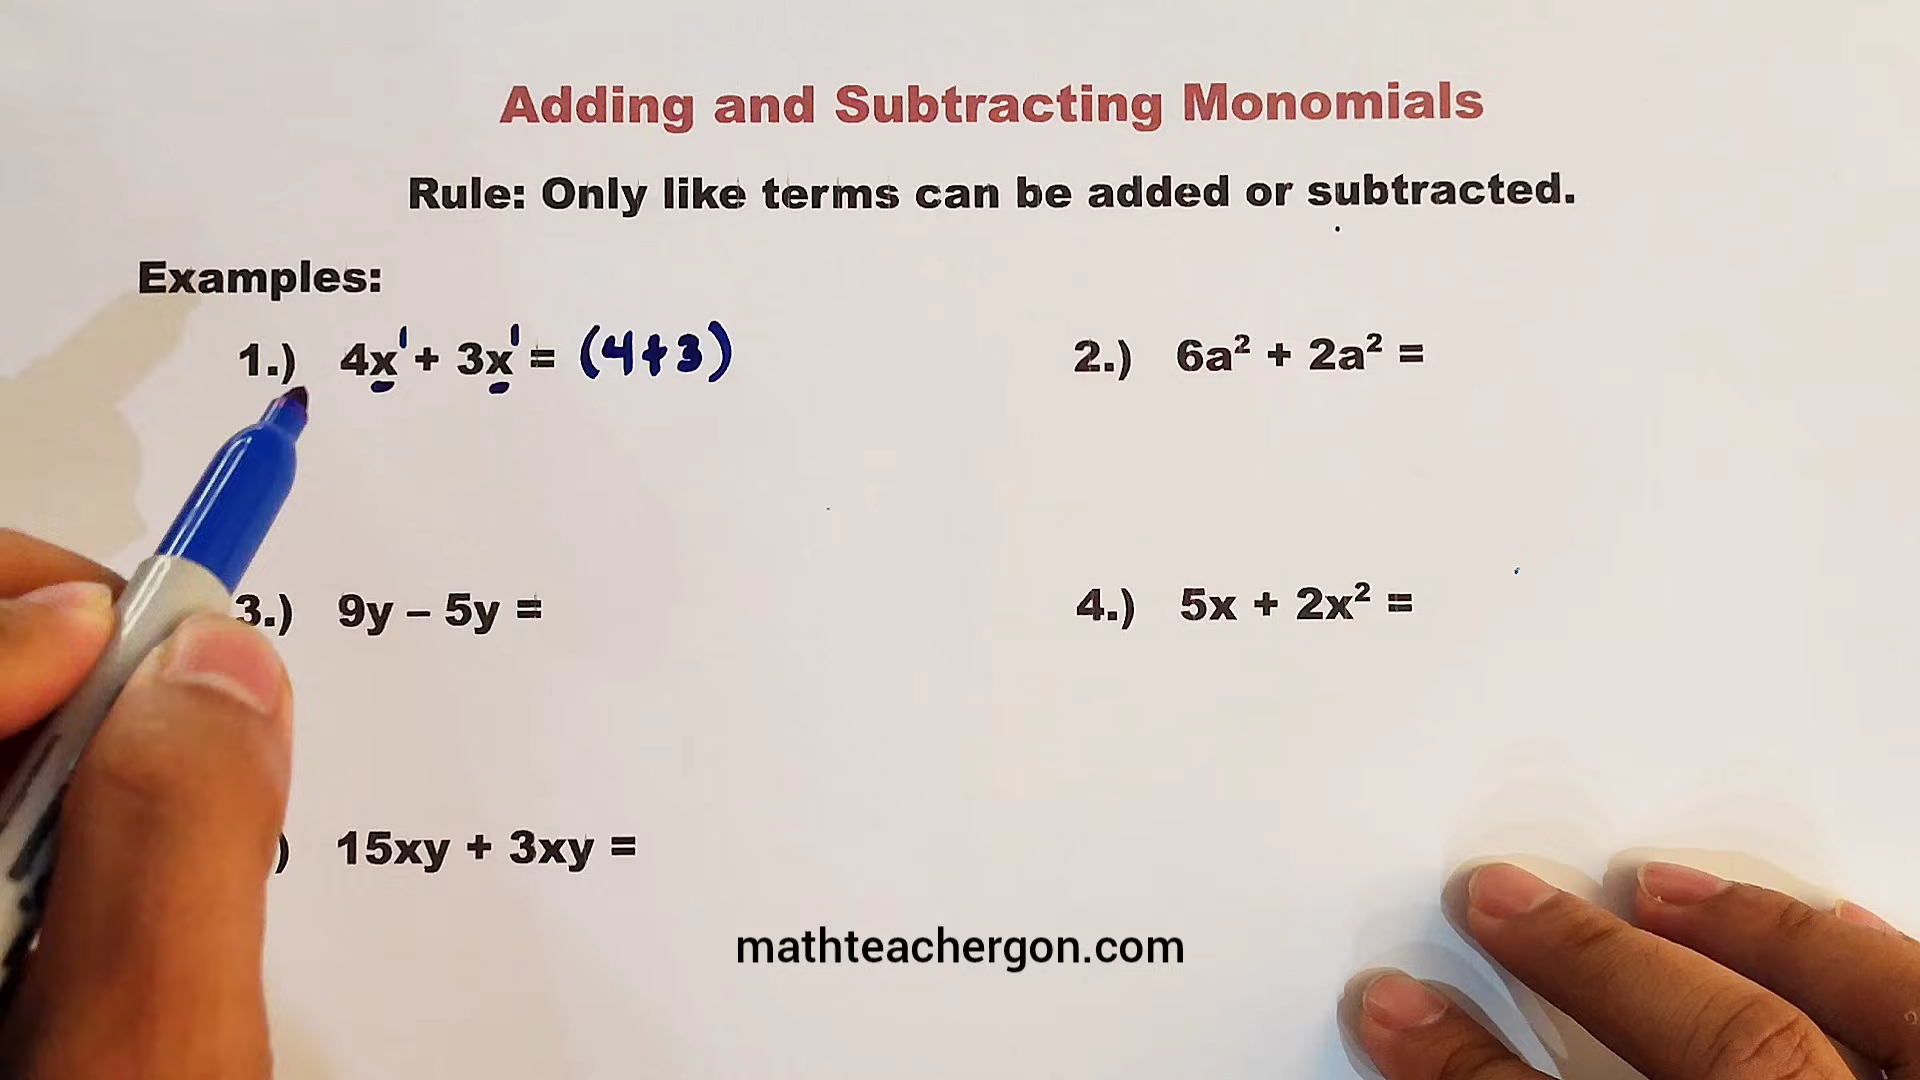 Adding and Subtracting Monomials
Rule: Only like terms can be added or subtracted.
Examples:
1.) 4x¹ + 3x¹ = (4+3)
2.) 6a² + 2a² =
3.) 9y – 5y =
4.) 5x + 2x² =
) 15xy + 3xy =
mathteachergon.com